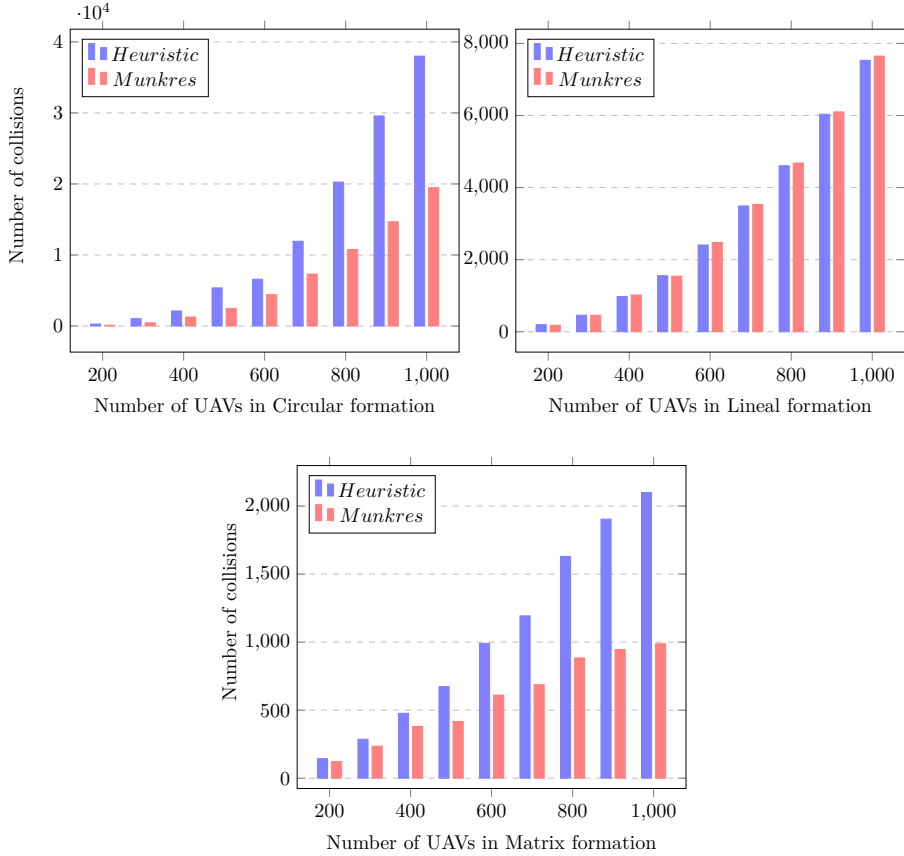 ·10⁴
4
3
2
1
0
Number of collisions
Heuristic
Munkres
200 400 600 800 1,000
Number of UAVs in Circular formation
8,000
6,000
4,000
2,000
0
Heuristic
Munkres
200 400 600 800 1,000
Number of UAVs in Lineal formation
2,000
1,500
1,000
500
0
Number of collisions
Heuristic
Munkres
200 400 600 800 1,000
Number of UAVs in Matrix formation